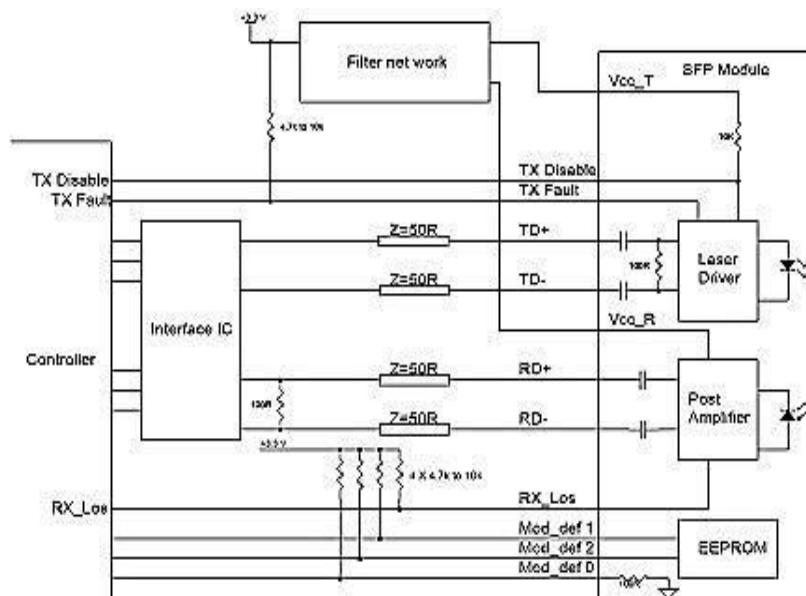 +3.3 V
Filter net work
SFP Module
Vcc_T
4.7k to 10k
10K
TX Disable
TX Disable
TX Fault
TX Fault
Z=50R
TD+
100R
Laser
Driver
Z=50R
TD-
Interface IC
Vcc_R
Controller
Z=50R
RD+
100R
Post
Amplifier
Z=50R
RD-
+3.3 V
4 X 4.7k to 10k
RX_Los
RX_Los
Mod_def 1
Mod_def 2
EEPROM
Mod_def 0